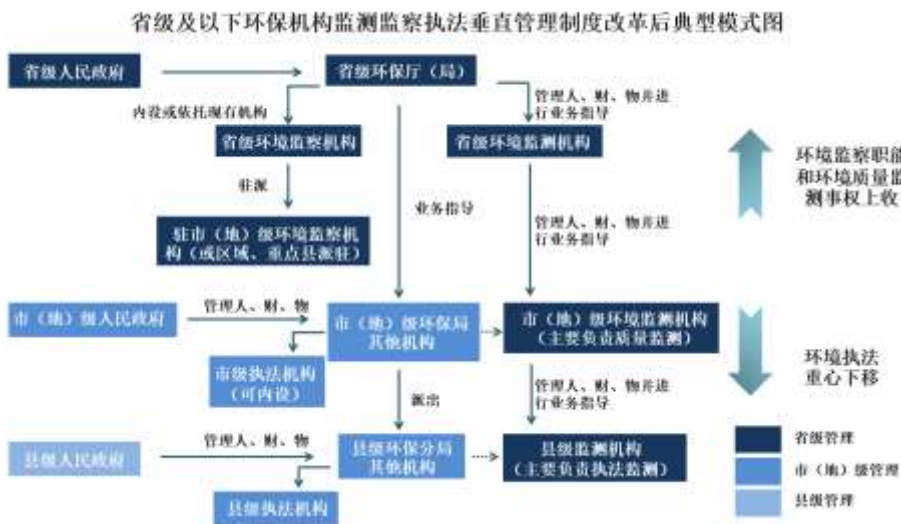 省级及以下环保机构监测监察执法垂直管理制度改革后典型模式图
省级人民政府
省级环保厅（局）
内设或依托现有机构
管理人、财、物并进
行业务指导
省级环境监察机构
省级环境监测机构
环境监察职能
和环境质量监
测事权上收
驻派
业务指导
管理人、财、物并进
行业务指导
驻市（地）级环境监察机
构（或区域、重点县派驻）
市（地）级人民政府
管理人、财、物
市（地）级环保局
其他机构
市（地）级环境监测机构
（主要负责质量监测）
环境执法
重心下移
市级执法机构
（可内设）
派出
管理人、财、物并进
行业务指导
县级人民政府
管理人、财、物
县级环保分局
其他机构
县级监测机构
（主要负责执法监测）
县级执法机构
省级管理
市（地）级管理
县级管理